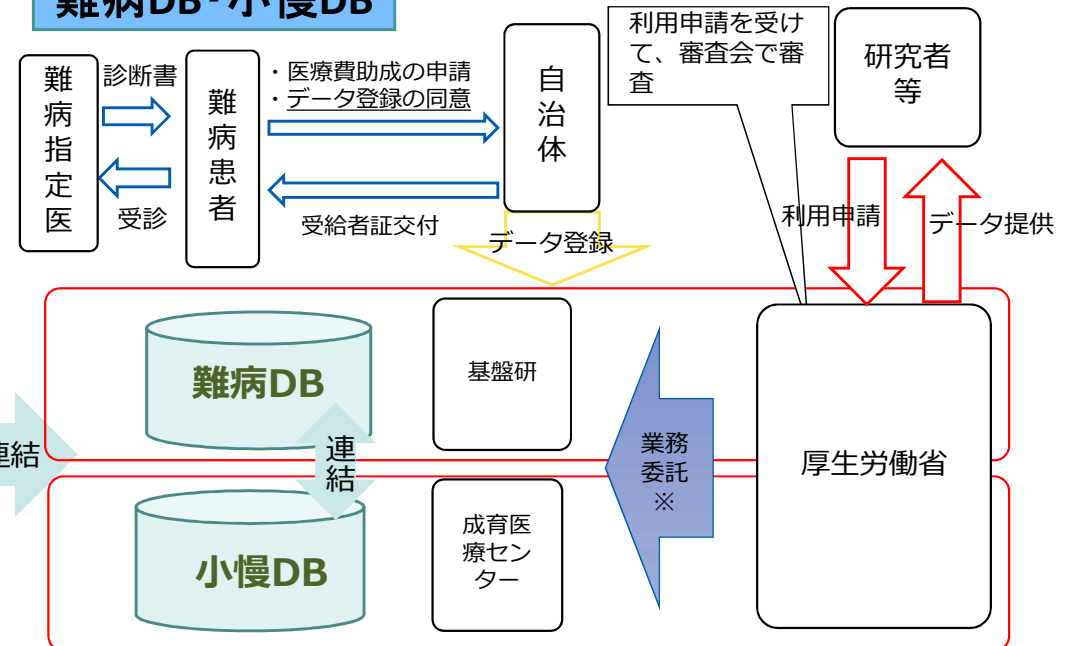 難病DB・小慢DB
難病指定医
診断書
受診
難病患者
・医療費助成の申請
・データ登録の同意
受給者証交付
自治体
データ登録
利用申請を受け
て、審査会で審
査
研究者
等
利用申請
データ提供
連結
難病DB
連結
小慢DB
基盤研
成育医
療セン
ター
業務
委託
※
厚生労働省